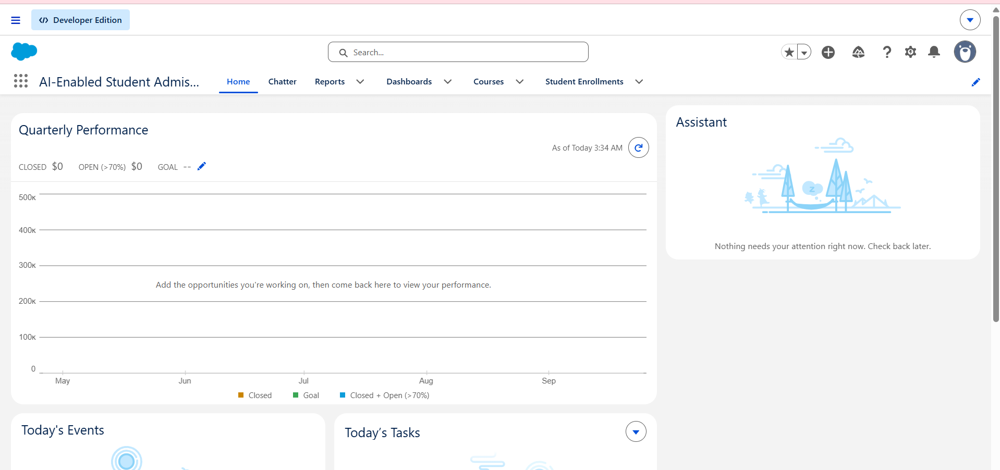 Developer Edition
Search...
AI-Enabled Student Admis...
Home
Chatter
Reports
Dashboards
Courses
Student Enrollments
Quarterly Performance
As of Today 3:34 AM
CLOSED $0 OPEN (>70%) $0 GOAL --
500K
400K
300K
Add the opportunities you're working on, then come back here to view your performance.
200K
100K
0
May Jun Jul Aug Sep
Closed Goal Closed + Open (>70%)
Assistant
z
Nothing needs your attention right now. Check back later.
Today's Events
Today’s Tasks